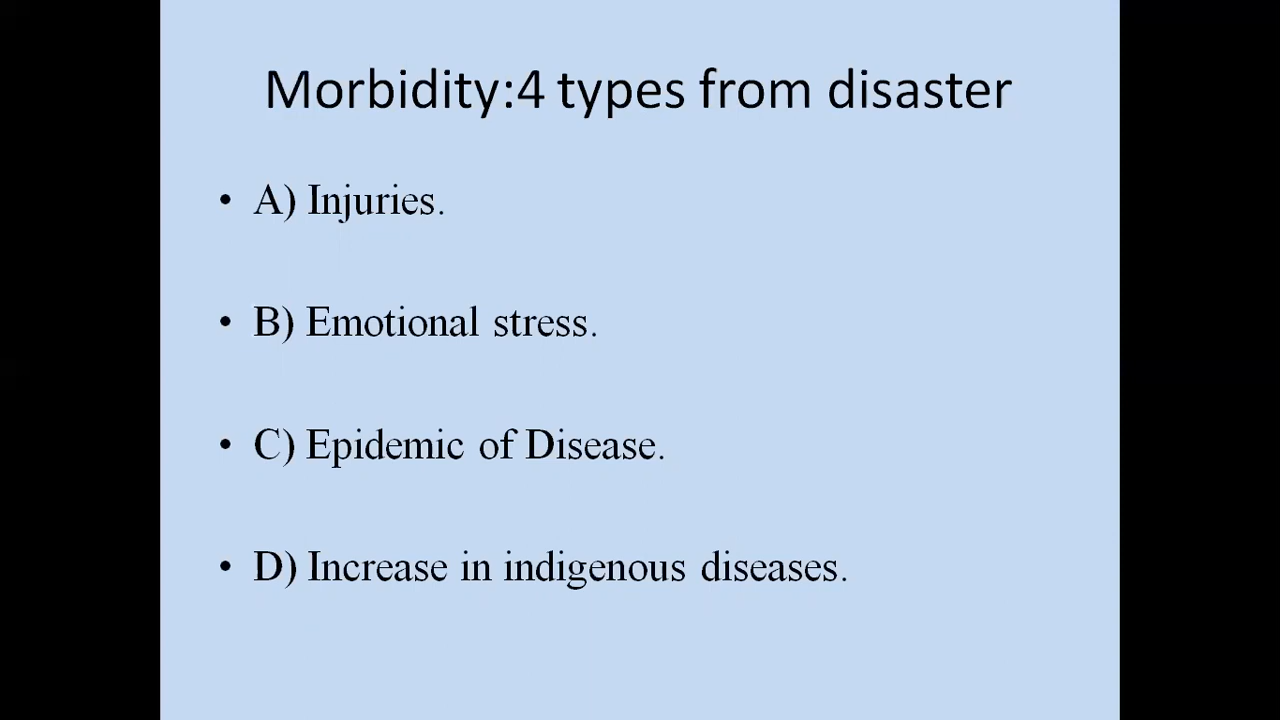 Morbidity:4 types from disaster
• A) Injuries.
• B) Emotional stress.
• C) Epidemic of Disease.
• D) Increase in indigenous diseases.